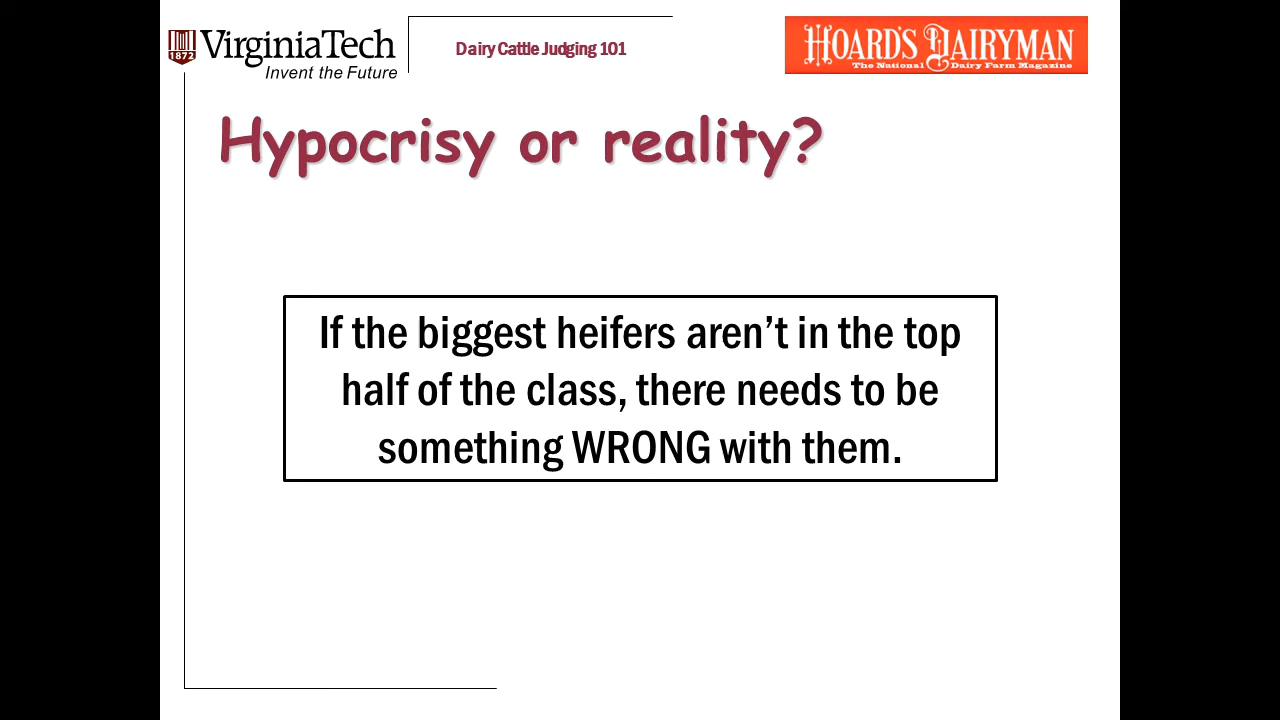 VirginiaTech
1872
Invent the Future
Dairy Cattle Judging 101
HOARD'S DAIRYMAN
The National Dairy Farm Magazine
Hypocrisy or reality?
If the biggest heifers aren’t in the top
half of the class, there needs to be
something WRONG with them.